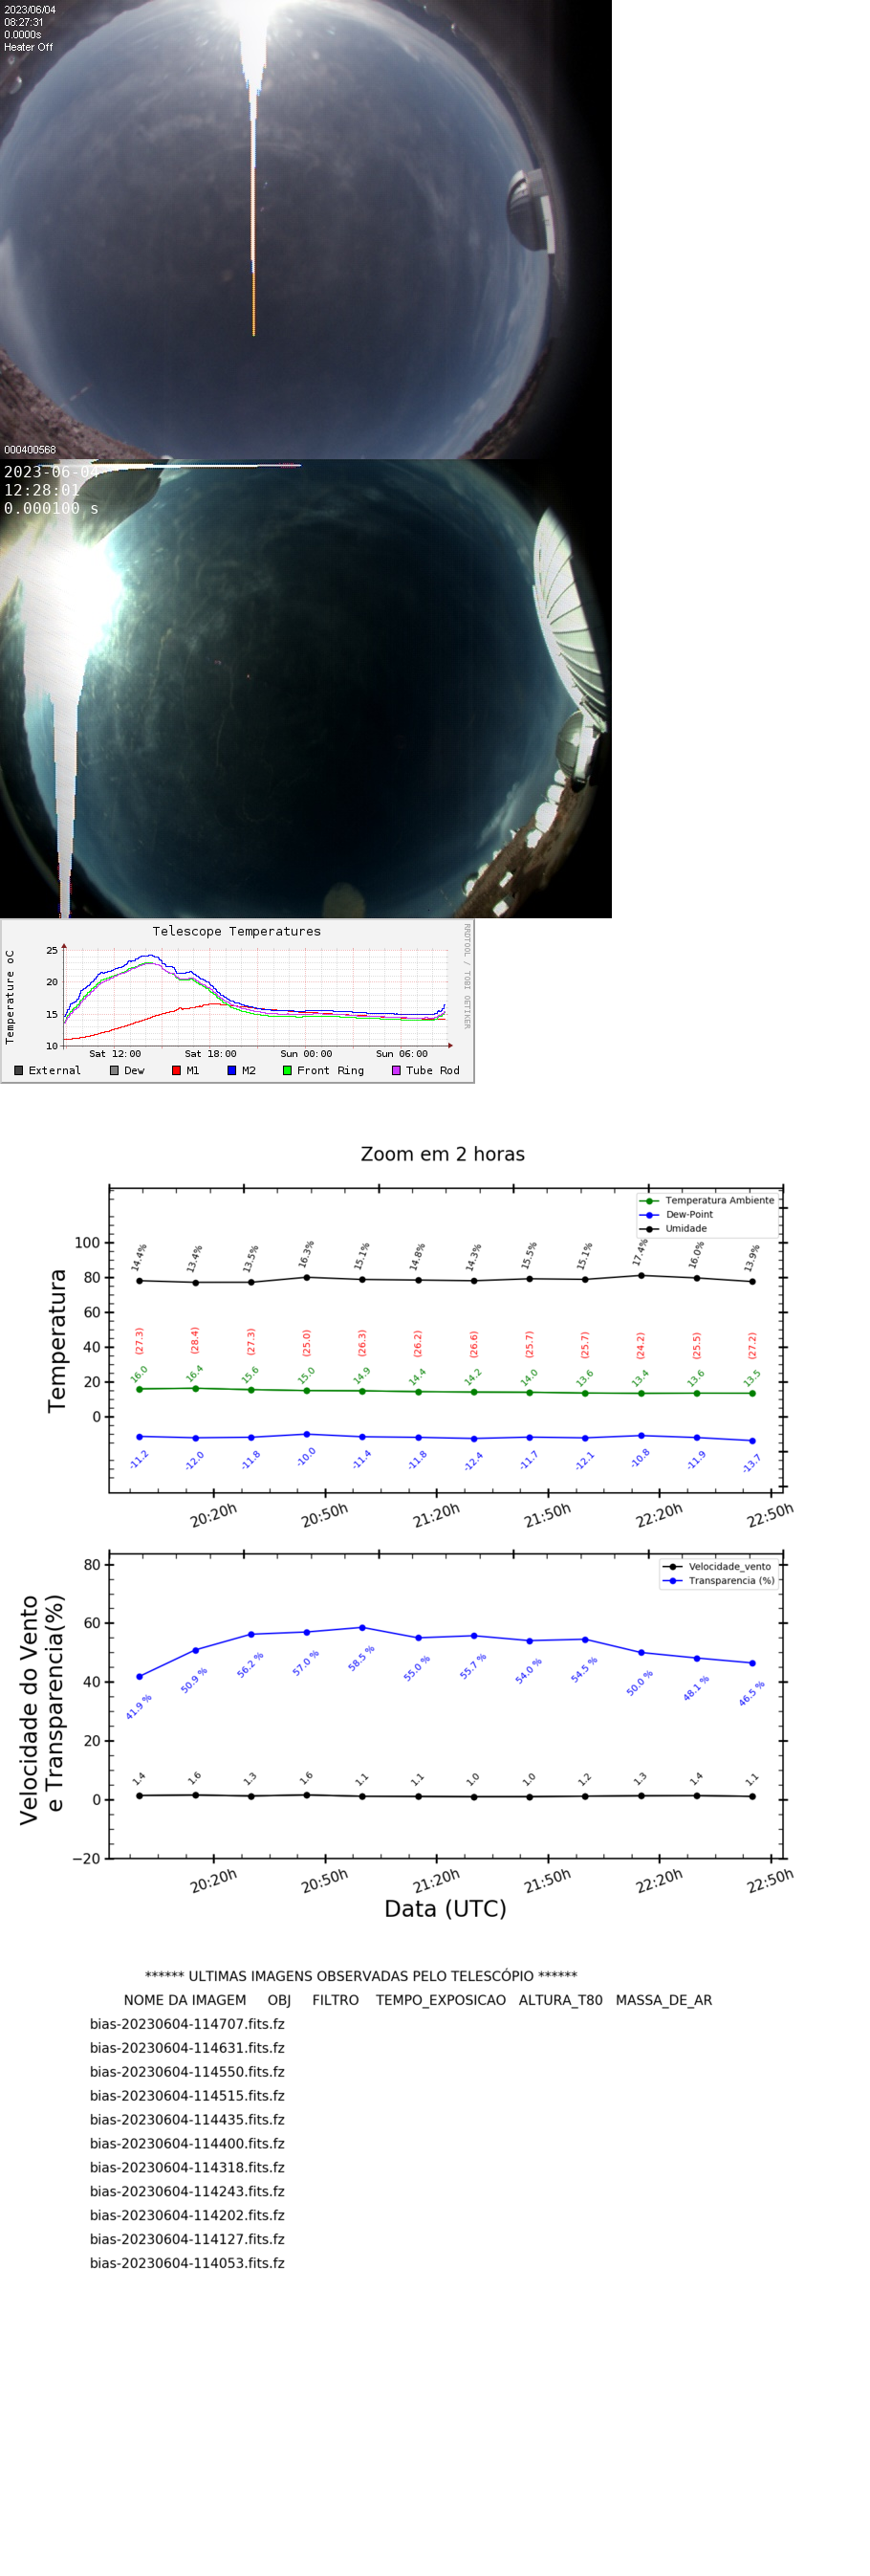 2023/06/04
08:27:31
0.0000s
Heater Off
000400568
2023-06-04
12:28:01
0.000100 s
Telescope Temperatures
RRDTOOL / TOBI OETIKER
Temperature oC
25
20
15
10
Sat 12:00 Sat 18:00 Sun 00:00 Sun 06:00
External Dew M1 M2 Front Ring Tube Rod
Zoom em 2 horas
Temperatura Ambiente
Dew-Point
Umidade
Temperatura
100
80
60
40
20
0
14.4% 13.4% 13.5% 16.3% 15.1% 14.8% 14.3% 15.5% 15.1% 17.4% 16.0% 13.9%
(27.3) (28.4) (27.3) (25.0) (26.3) (26.2) (26.6) (25.7) (25.7) (24.2) (25.5) (27.2)
16.0 16.4 15.6 15.0 14.9 14.4 14.2 14.0 13.6 13.4 13.6 13.5
-11.2 -12.0 -11.8 -10.0 -11.4 -11.8 -12.4 -11.7 -12.1 -10.8 -11.9 -13.7
20:20h 20:50h 21:20h 21:50h 22:20h 22:50h
Velocidade_vento
Transparencia (%)
Velocidade do Vento
e Transparencia(%)
80
60
40
20
0
−20
41.9 % 50.9 % 56.2 % 57.0 % 58.5 % 55.0 % 55.7 % 54.0 % 54.5 % 50.0 % 48.1 % 46.5 %
1.4 1.6 1.3 1.6 1.1 1.1 1.0 1.0 1.2 1.3 1.4 1.1
20:20h 20:50h 21:20h 21:50h 22:20h 22:50h
Data (UTC)
****** ULTIMAS IMAGENS OBSERVADAS PELO TELESCÓPIO ******
NOME DA IMAGEM OBJ FILTRO TEMPO_EXPOSICAO ALTURA_T80 MASSA_DE_AR
bias-20230604-114707.fits.fz
bias-20230604-114631.fits.fz
bias-20230604-114550.fits.fz
bias-20230604-114515.fits.fz
bias-20230604-114435.fits.fz
bias-20230604-114400.fits.fz
bias-20230604-114318.fits.fz
bias-20230604-114243.fits.fz
bias-20230604-114202.fits.fz
bias-20230604-114127.fits.fz
bias-20230604-114053.fits.fz